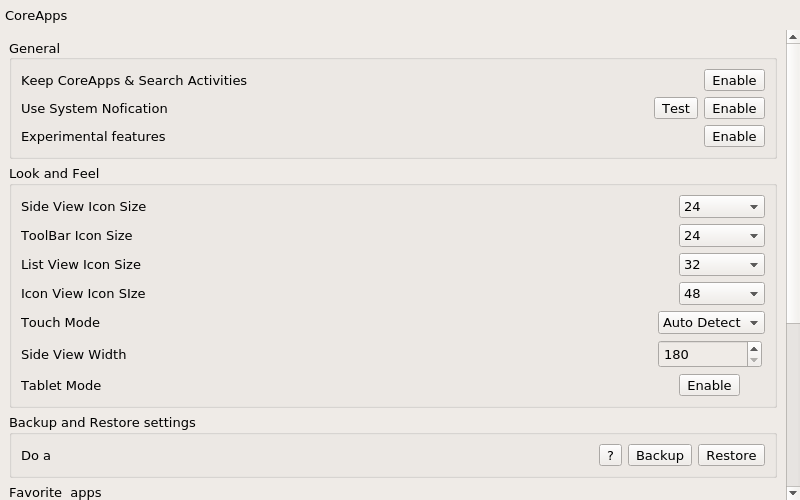 CoreApps
General
Keep CoreApps & Search Activities Enable
Use System Nofication Test Enable
Experimental features Enable
Look and Feel
Side View Icon Size 24
ToolBar Icon Size 24
List View Icon Size 32
Icon View Icon SIze 48
Touch Mode Auto Detect
Side View Width 180
Tablet Mode Enable
Backup and Restore settings
Do a ? Backup Restore
Favorite apps